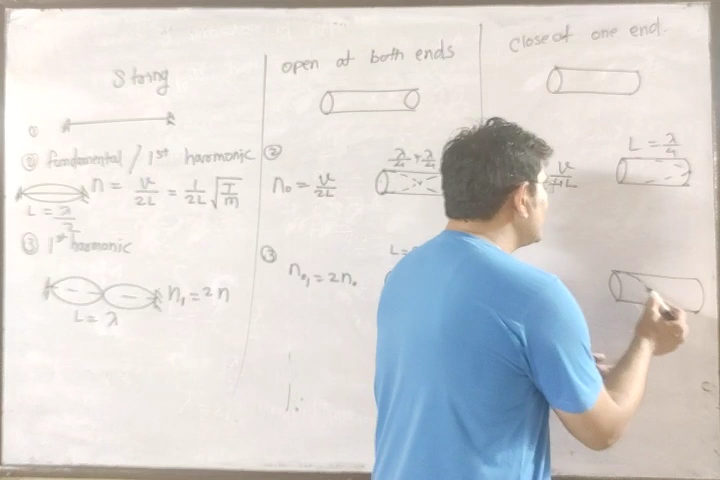 String
①
② fundamental / 1st harmonic
n = v/2L = 1/2L √T/m
L = λ/2
③ 1st harmonic
n₁ = 2n
L = λ
open at both ends
②
λ/4 + λ/4
n₀ = v/2L
③
L =
n₀₁ = 2n₀
Close at one end.
L = λ/4
v/4L